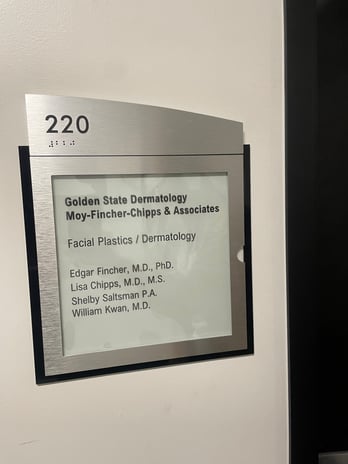 220
⠼⠃⠃⠚
Golden State Dermatology
Moy-Fincher-Chipps & Associates
Facial Plastics / Dermatology
Edgar Fincher, M.D., PhD.
Lisa Chipps, M.D., M.S.
Shelby Saltsman P.A.
William Kwan, M.D.